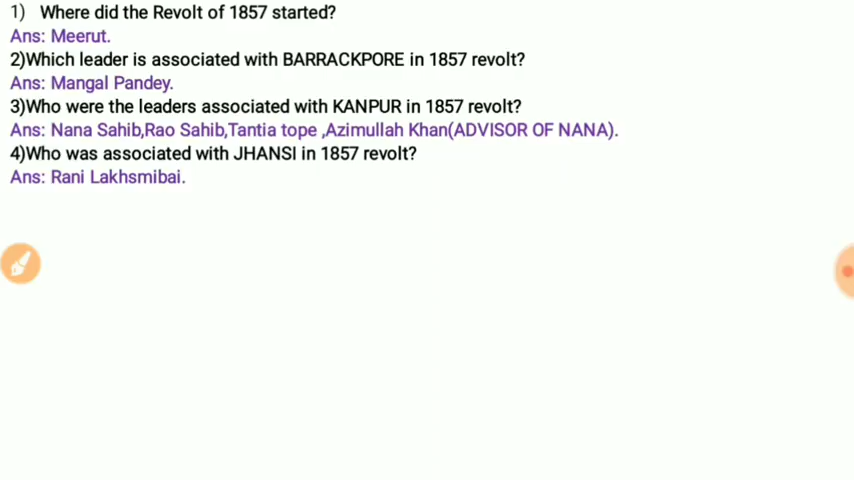 1) Where did the Revolt of 1857 started?
Ans: Meerut.
2)Which leader is associated with BARRACKPORE in 1857 revolt?
Ans: Mangal Pandey.
3)Who were the leaders associated with KANPUR in 1857 revolt?
Ans: Nana Sahib,Rao Sahib,Tantia tope ,Azimullah Khan(ADVISOR OF NANA).
4)Who was associated with JHANSI in 1857 revolt?
Ans: Rani Lakhsmibai.